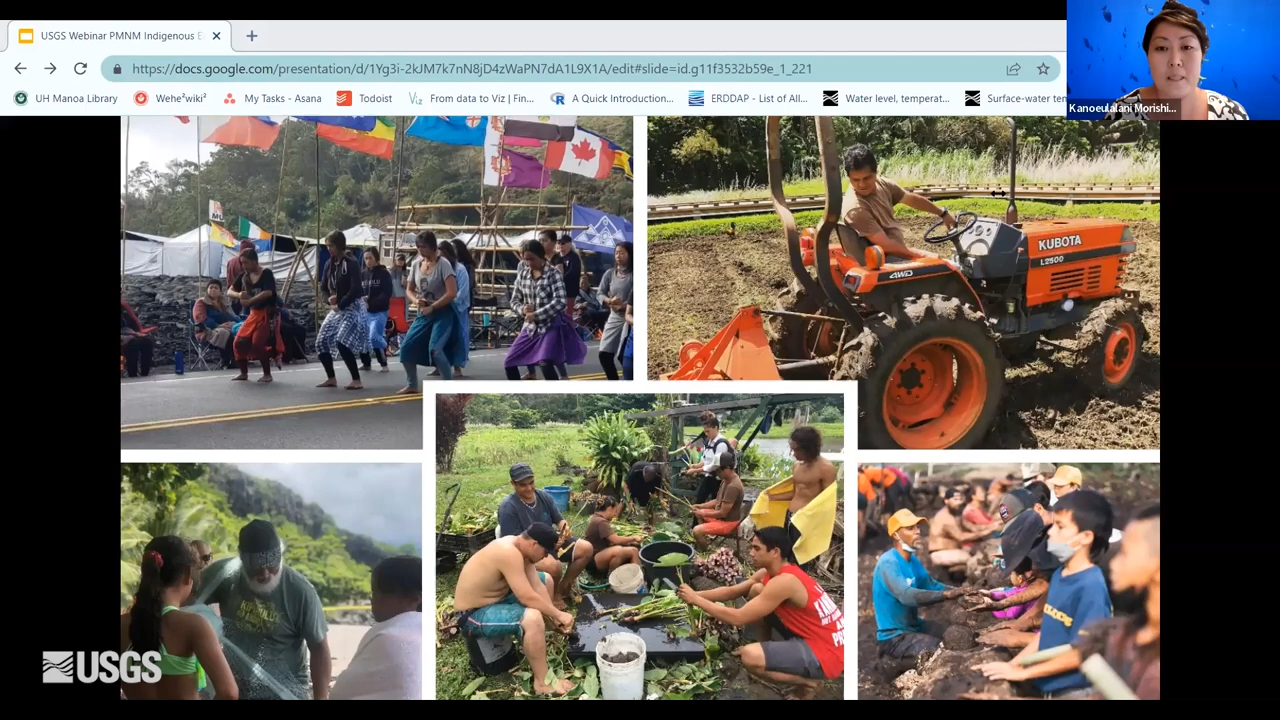 USGS Webinar PMNM Indigenous E
https://docs.google.com/presentation/d/1Yg3i-2kJM7k7nN8jD4zWaPN7dA1L9X1A/edit#slide=id.g11f3532b59e_1_221
UH Manoa Library
Wehe²wiki²
My Tasks - Asana
Todoist
From data to Viz | Fin...
A Quick Introduction...
ERDDAP - List of All...
Water level, temperat...
Surface-water ten
Kanoeulalani Morishi...
KUBOTA
L2500
4WD
USGS